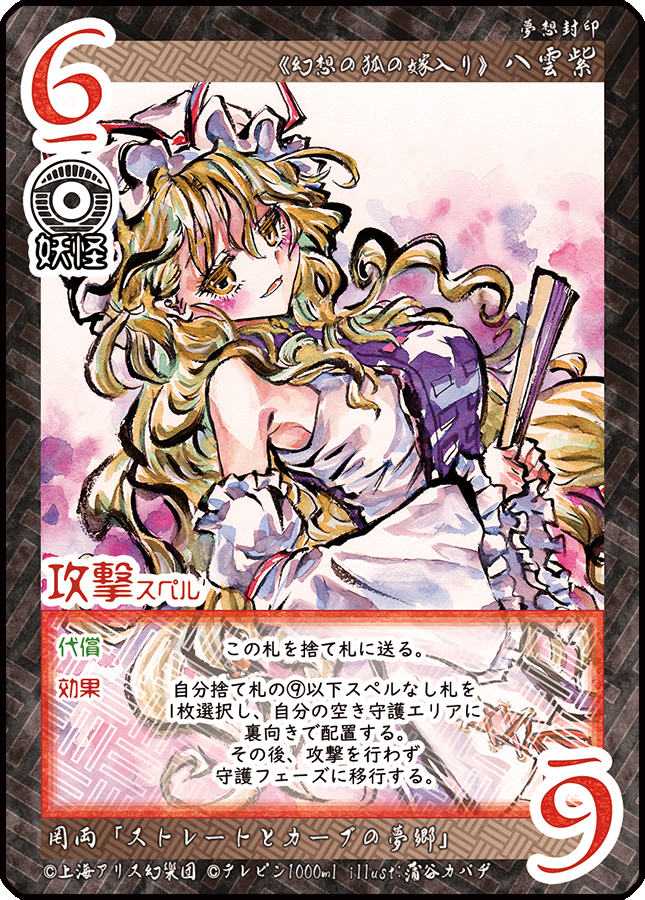 夢想封印
6
《幻想の狐の嫁入り》 八雲紫
妖怪
攻撃スペル
代償
この札を捨て札に送る。
効果
自分捨て札の⑨以下スペルなし札を
1枚選択し、自分の空き守護エリアに
裏向きで配置する。
その後、攻撃を行わず
守護フェーズに移行する。
罔両「ストレートとカーブの夢郷」
6
©上海アリス幻樂団 ©テレピン1000ml illust:蒲谷カバヂ